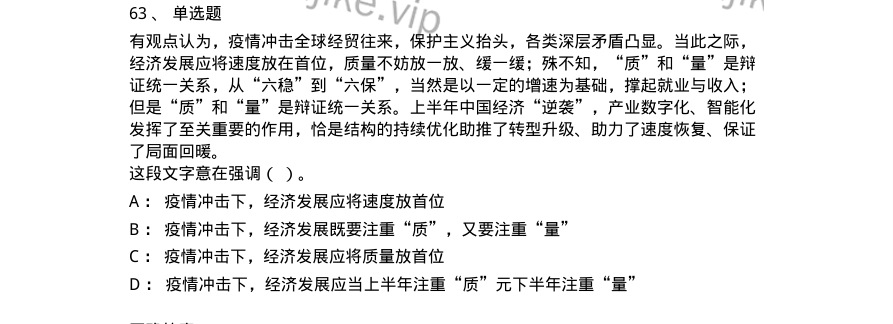 jike.vip
63 、 单选题
有观点认为，疫情冲击全球经贸往来，保护主义抬头，各类深层矛盾凸显。当此之际，
经济发展应将速度放在首位，质量不妨放一放、缓一缓；殊不知，“质”和“量”是辩
证统一关系，从“六稳”到“六保”，当然是以一定的增速为基础，撑起就业与收入；
但是“质”和“量”是辩证统一关系。上半年中国经济“逆袭”，产业数字化、智能化
发挥了至关重要的作用，恰是结构的持续优化助推了转型升级、助力了速度恢复、保证
了局面回暖。
这段文字意在强调（ ）。
A ： 疫情冲击下，经济发展应将速度放首位
B ： 疫情冲击下，经济发展既要注重“质”，又要注重“量”
C ： 疫情冲击下，经济发展应将质量放首位
D ： 疫情冲击下，经济发展应当上半年注重“质”元下半年注重“量”